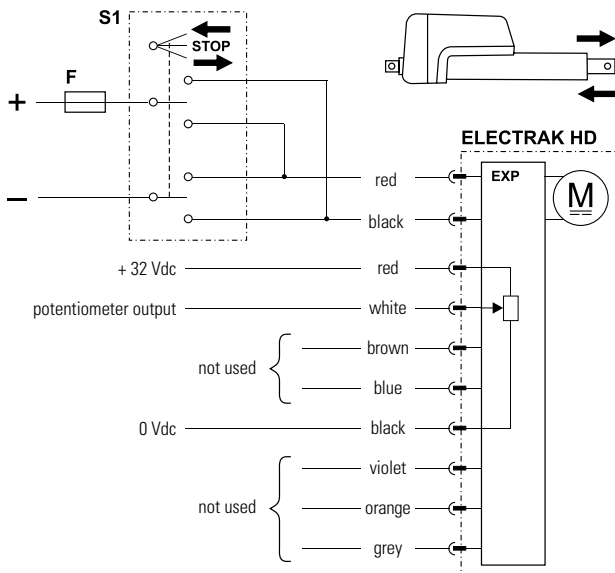 S1
STOP
F
+
−
ELECTRAK HD
EXP
M
red
black
+ 32 Vdc
red
potentiometer output
white
not used
brown
blue
0 Vdc
black
not used
violet
orange
grey